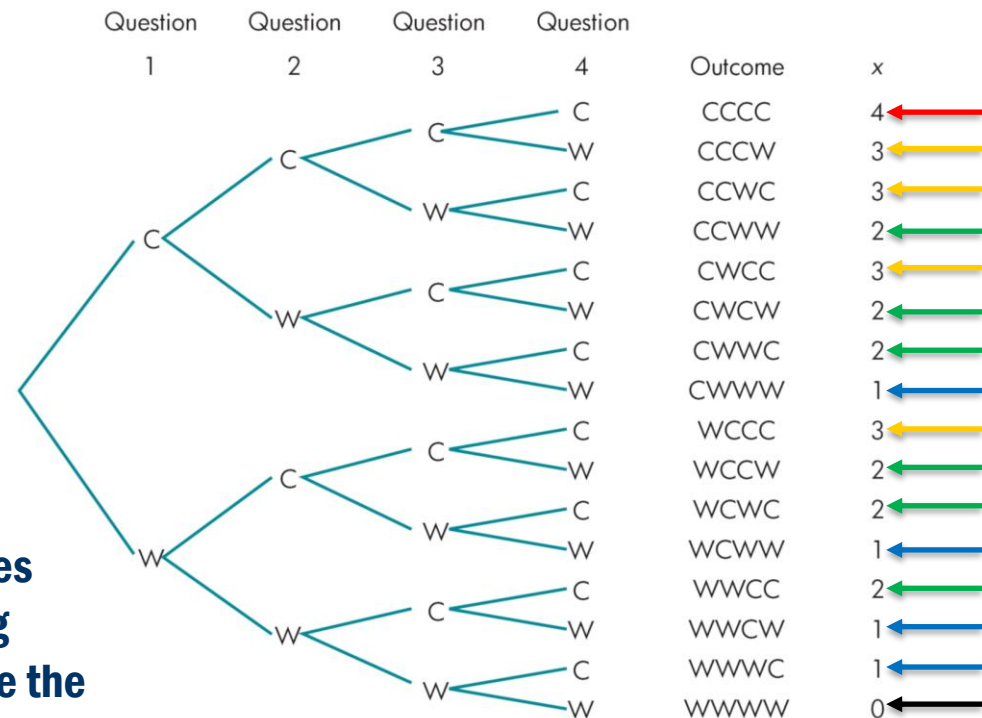 Question Question Question Question
1 2 3 4 Outcome x
C CCCC 4
C
W CCCW 3
C
C CCWC 3
W
W CCWW 2
C
C CWCC 3
C
W CWCW 2
W
C CWWC 2
W
W CWWW 1
C WCCC 3
C
W WCCW 2
C
C WCWC 2
W
W WCWW 1
W
C WWCC 2
C
W WWCW 1
W
C WWWC 1
W
W WWWW 0
es
g
e the